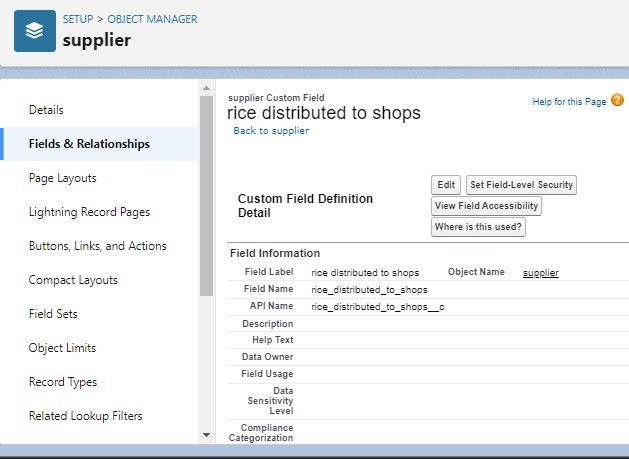 SETUP > OBJECT MANAGER
supplier
Details
Fields & Relationships
Page Layouts
Lightning Record Pages
Buttons, Links, and Actions
Compact Layouts
Field Sets
Object Limits
Record Types
Related Lookup Filters
supplier Custom Field
rice distributed to shops
Help for this Page ?
Back to supplier
Custom Field Definition
Detail
Edit Set Field-Level Security
View Field Accessibility
Where is this used?
Field Information
Field Label rice distributed to shops Object Name supplier
Field Name rice_distributed_to_shops
API Name rice_distributed_to_shops__c
Description
Help Text
Data Owner
Field Usage
Data
Sensitivity
Level
Compliance
Categorization